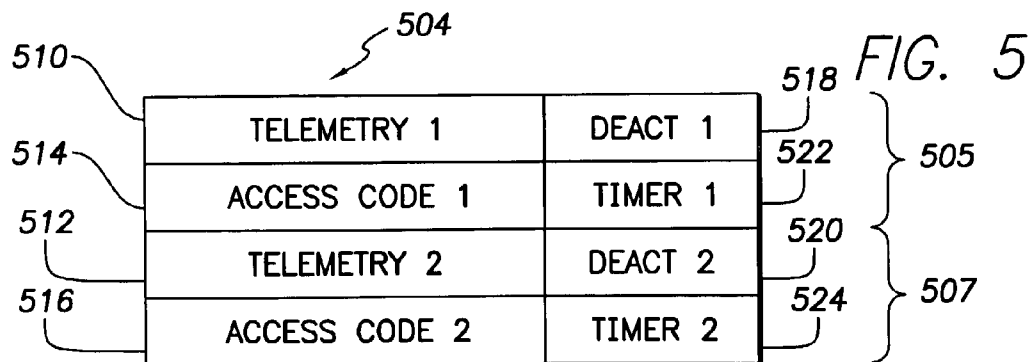 504
FIG. 5
510 TELEMETRY 1 DEACT 1 518
514 ACCESS CODE 1 TIMER 1 522
505
512 TELEMETRY 2 DEACT 2 520
516 ACCESS CODE 2 TIMER 2 524
507